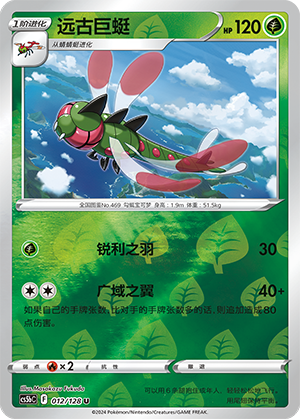 1阶进化
远古巨蜓
HP 120
从蜻蜻蜓进化
全国图鉴No.469 勾蜓宝可梦 身高:1.9m 体重:51.5kg
锐利之羽 30
广域之翼 40+
如果自己的手牌张数,比对手的手牌张数多的话,则追加造成80
点伤害。
弱点 ×2 抵抗力 撤退
Illus. Masakazu Fukuda
CS5bC F 012/128 U
©2024 Pokémon/Nintendo/Creatures/GAME FREAK